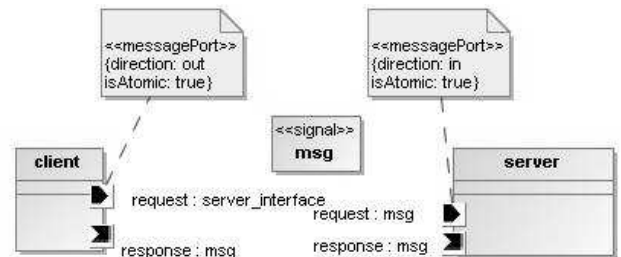 <<messagePort>>
{direction: out
isAtomic: true}
<<messagePort>>
{direction: in
isAtomic: true}
<<signal>>
msg
client
server
request : server_interface
request : msg
response : msg
response : msg